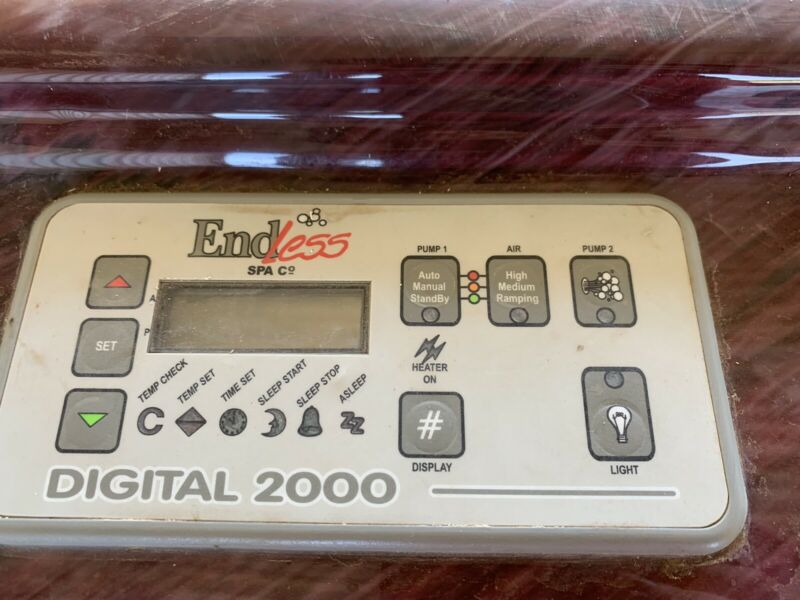 EndLess
SPA Cº
PUMP 1
AIR
PUMP 2
A
Auto
Manual
StandBy
High
Medium
Ramping
SET
P
HEATER
ON
TEMP CHECK
TEMP SET
TIME SET
SLEEP START
SLEEP STOP
ASLEEP
C
ZZ
#
DISPLAY
LIGHT
DIGITAL 2000